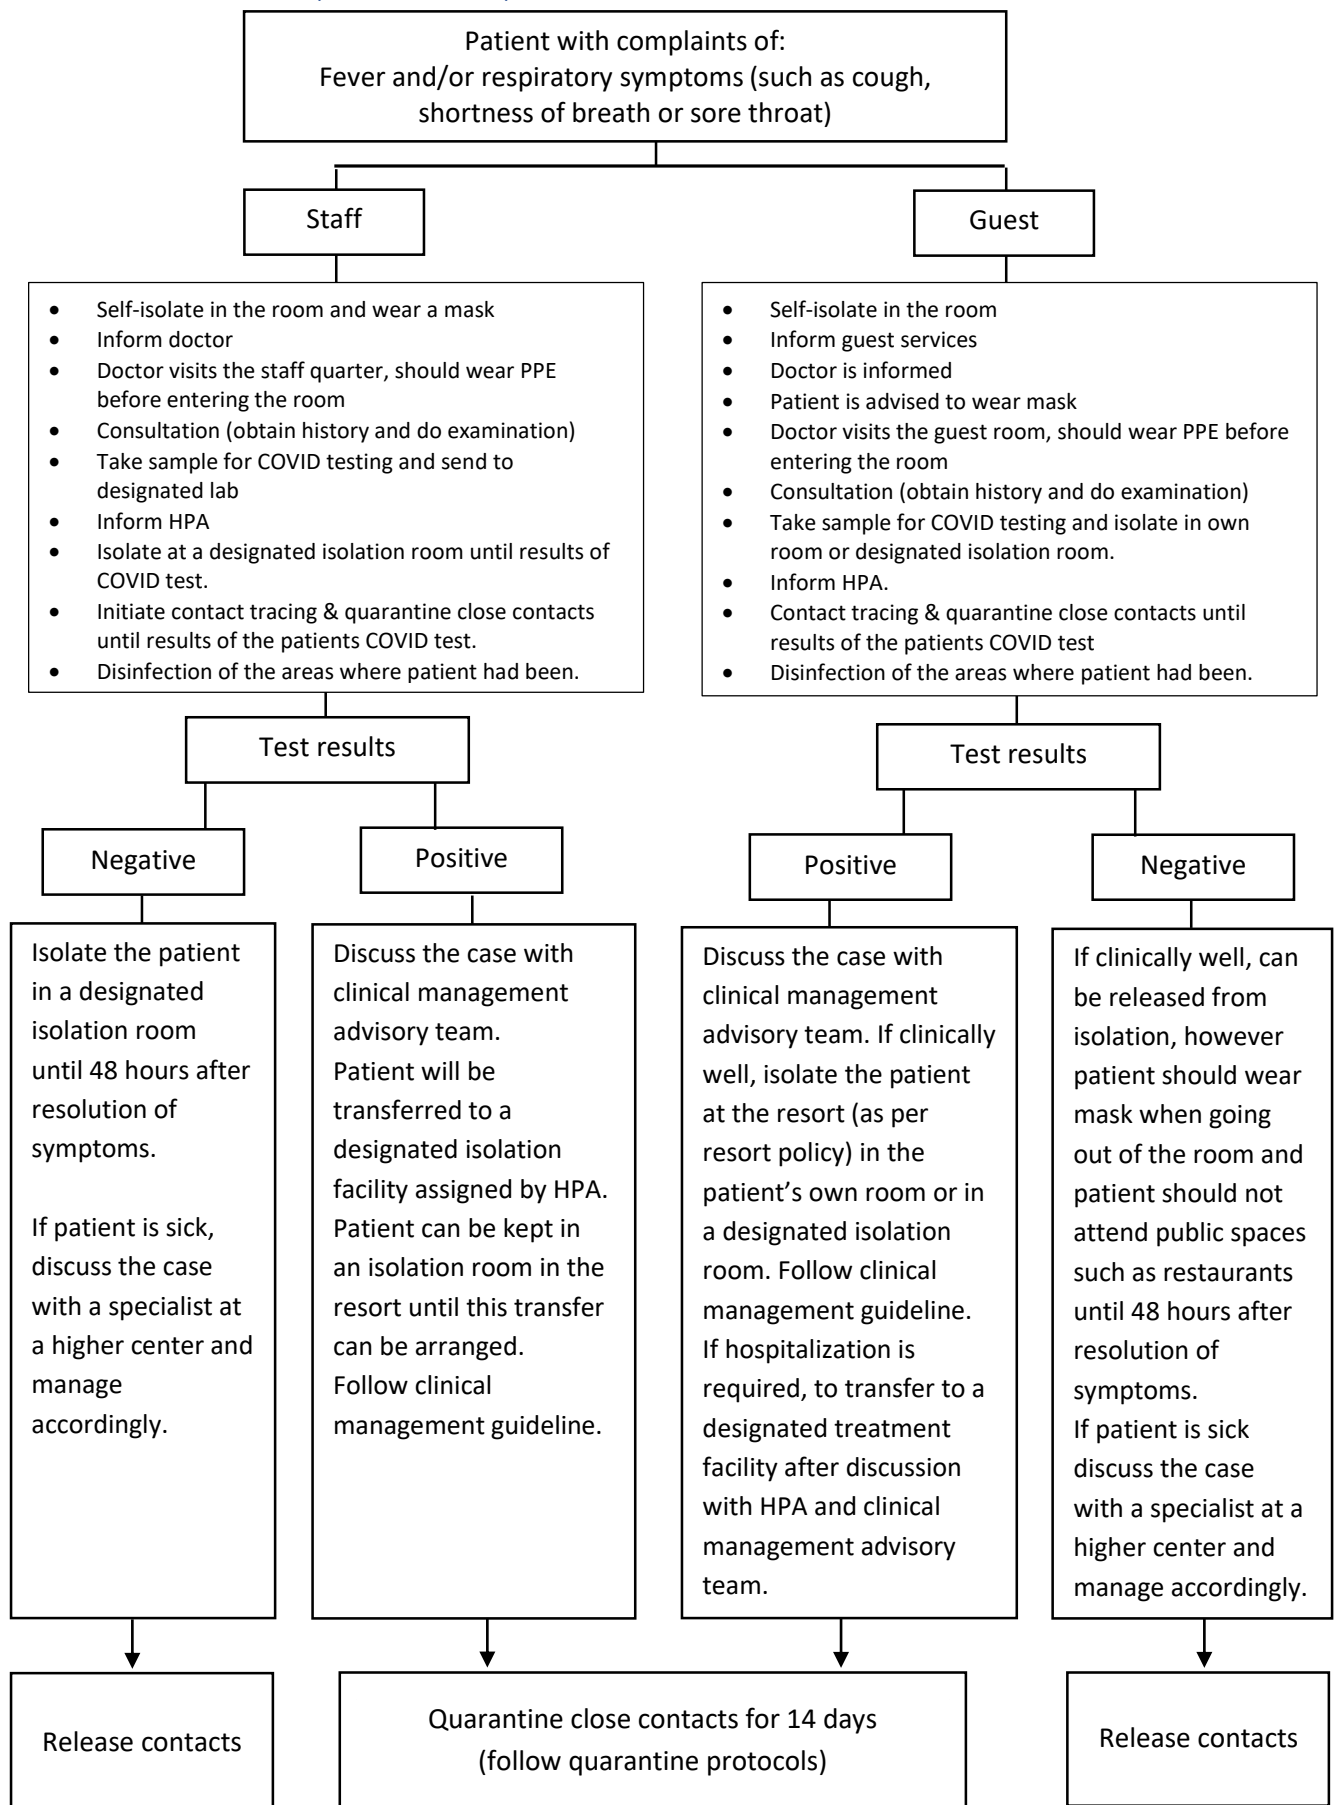 Patient with complaints of:
Fever and/or respiratory symptoms (such as cough,
shortness of breath or sore throat)
Staff
Guest
• Self-isolate in the room and wear a mask
• Inform doctor
• Doctor visits the staff quarter, should wear PPE
before entering the room
• Consultation (obtain history and do examination)
• Take sample for COVID testing and send to
designated lab
• Inform HPA
• Isolate at a designated isolation room until results of
COVID test.
• Initiate contact tracing & quarantine close contacts
until results of the patients COVID test.
• Disinfection of the areas where patient had been.
• Self-isolate in the room
• Inform guest services
• Doctor is informed
• Patient is advised to wear mask
• Doctor visits the guest room, should wear PPE before
entering the room
• Consultation (obtain history and do examination)
• Take sample for COVID testing and isolate in own
room or designated isolation room.
• Inform HPA.
• Contact tracing & quarantine close contacts until
results of the patients COVID test
• Disinfection of the areas where patient had been.
Test results
Test results
Negative
Positive
Positive
Negative
Isolate the patient
in a designated
isolation room
until 48 hours after
resolution of
symptoms.
If patient is sick,
discuss the case
with a specialist at
a higher center and
manage
accordingly.
Discuss the case with
clinical management
advisory team.
Patient will be
transferred to a
designated isolation
facility assigned by HPA.
Patient can be kept in
an isolation room in the
resort until this transfer
can be arranged.
Follow clinical
management guideline.
Discuss the case with
clinical management
advisory team. If clinically
well, isolate the patient
at the resort (as per
resort policy) in the
patient’s own room or in
a designated isolation
room. Follow clinical
management guideline.
If hospitalization is
required, to transfer to a
designated treatment
facility after discussion
with HPA and clinical
management advisory
team.
If clinically well, can
be released from
isolation, however
patient should wear
mask when going
out of the room and
patient should not
attend public spaces
such as restaurants
until 48 hours after
resolution of
symptoms.
If patient is sick
discuss the case
with a specialist at a
higher center and
manage accordingly.
Release contacts
Quarantine close contacts for 14 days
(follow quarantine protocols)
Release contacts